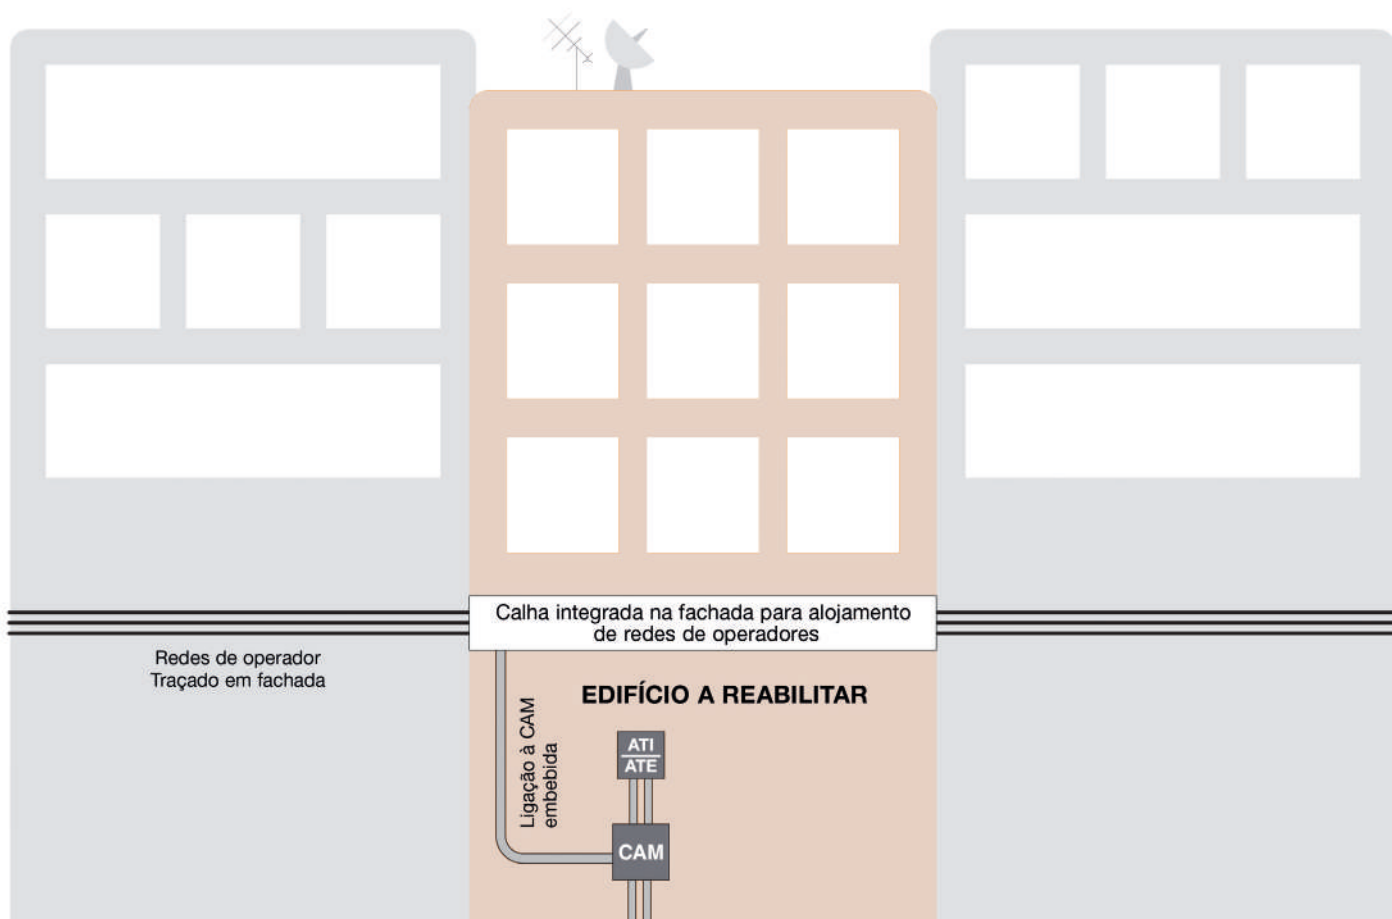 Calha integrada na fachada para alojamento
de redes de operadores
Redes de operador
Traçado em fachada
EDIFÍCIO A REABILITAR
Ligação à CAM
embebida
ATI
ATE
CAM